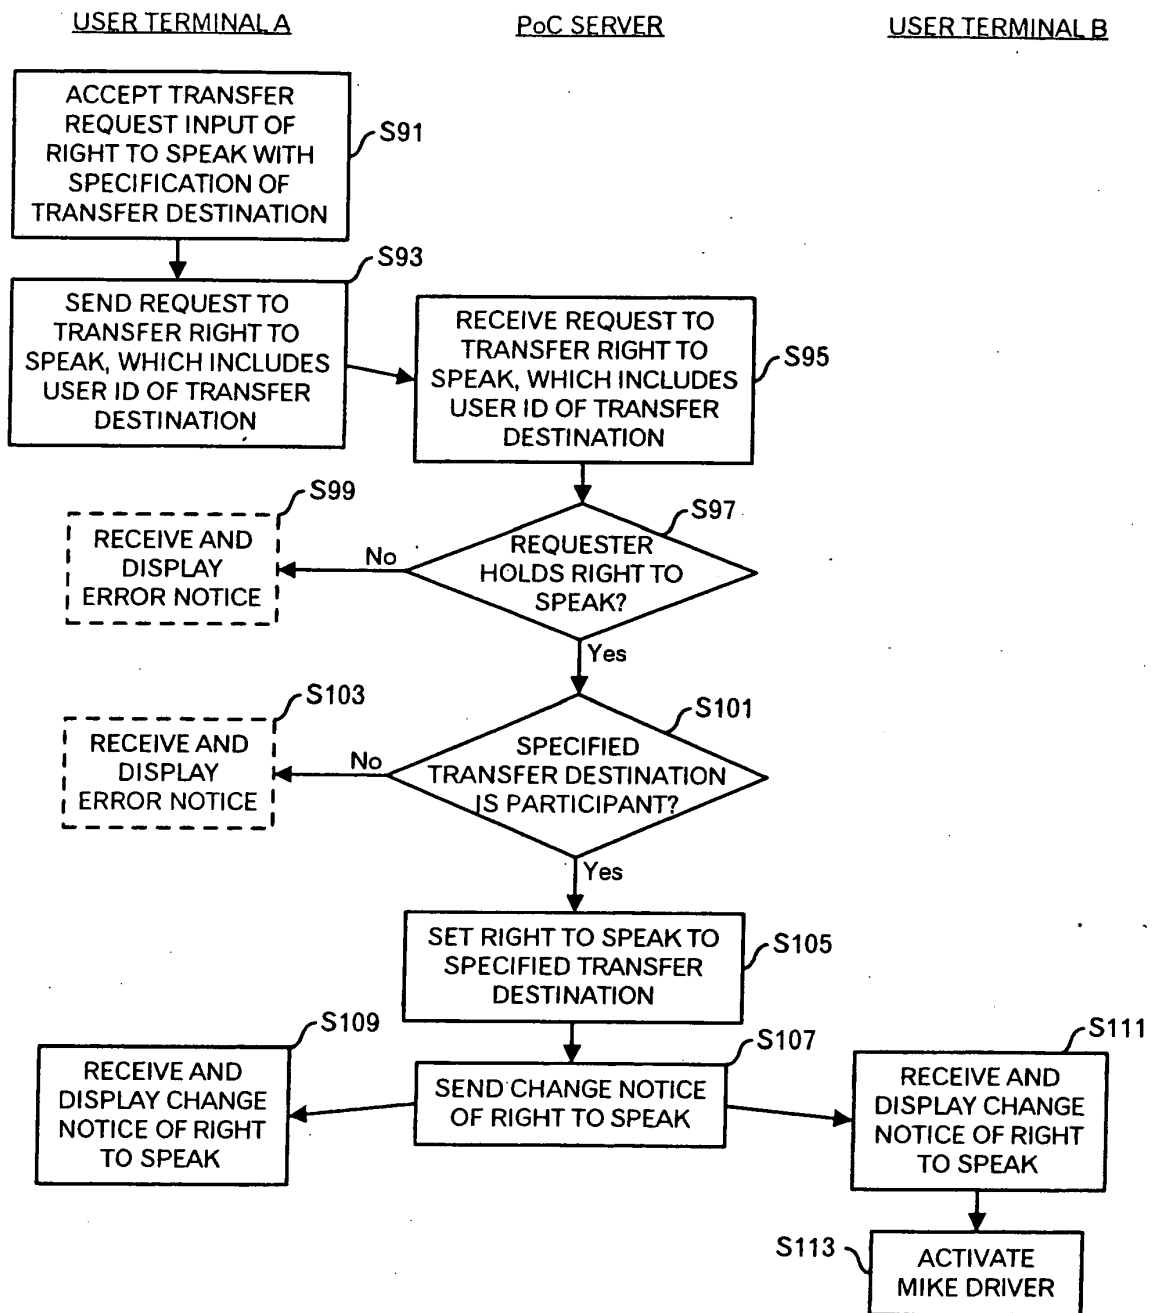 USER TERMINAL A
PoC SERVER
USER TERMINAL B
ACCEPT TRANSFER
REQUEST INPUT OF
RIGHT TO SPEAK WITH
SPECIFICATION OF
TRANSFER DESTINATION
S91
SEND REQUEST TO
TRANSFER RIGHT TO
SPEAK, WHICH INCLUDES
USER ID OF TRANSFER
DESTINATION
S93
RECEIVE REQUEST TO
TRANSFER RIGHT TO
SPEAK, WHICH INCLUDES
USER ID OF TRANSFER
DESTINATION
S95
REQUESTER
HOLDS RIGHT TO
SPEAK?
S97
No
RECEIVE AND
DISPLAY
ERROR NOTICE
S99
Yes
SPECIFIED
TRANSFER DESTINATION
IS PARTICIPANT?
S101
No
RECEIVE AND
DISPLAY
ERROR NOTICE
S103
Yes
SET RIGHT TO SPEAK TO
SPECIFIED TRANSFER
DESTINATION
S105
SEND CHANGE NOTICE
OF RIGHT TO SPEAK
S107
RECEIVE AND
DISPLAY CHANGE
NOTICE OF RIGHT
TO SPEAK
S109
RECEIVE AND
DISPLAY CHANGE
NOTICE OF RIGHT
TO SPEAK
S111
ACTIVATE
MIKE DRIVER
S113